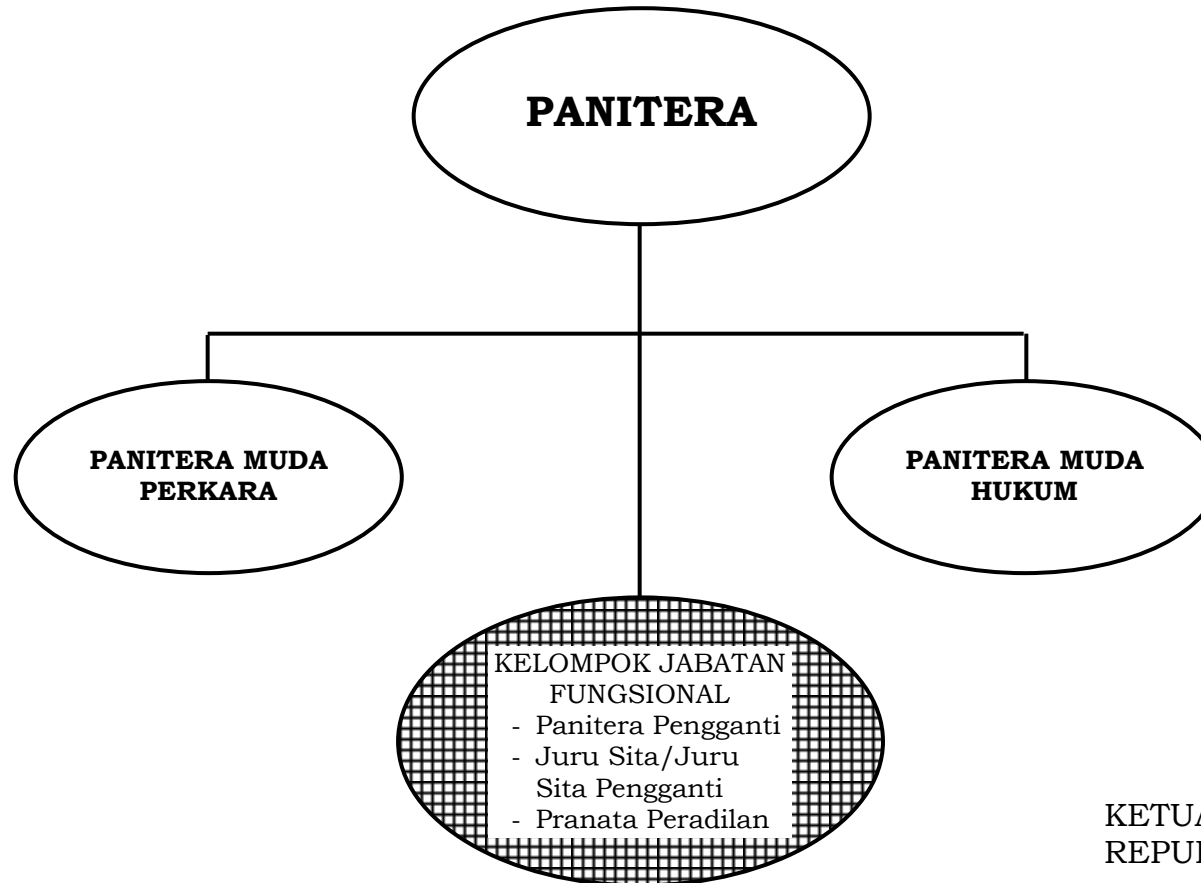 PANITERA
PANITERA MUDA
PERKARA
PANITERA MUDA
HUKUM
KELOMPOK JABATAN
FUNGSIONAL
- Panitera Pengganti
- Juru Sita/Juru
Sita Pengganti
- Pranata Peradilan
KETUA